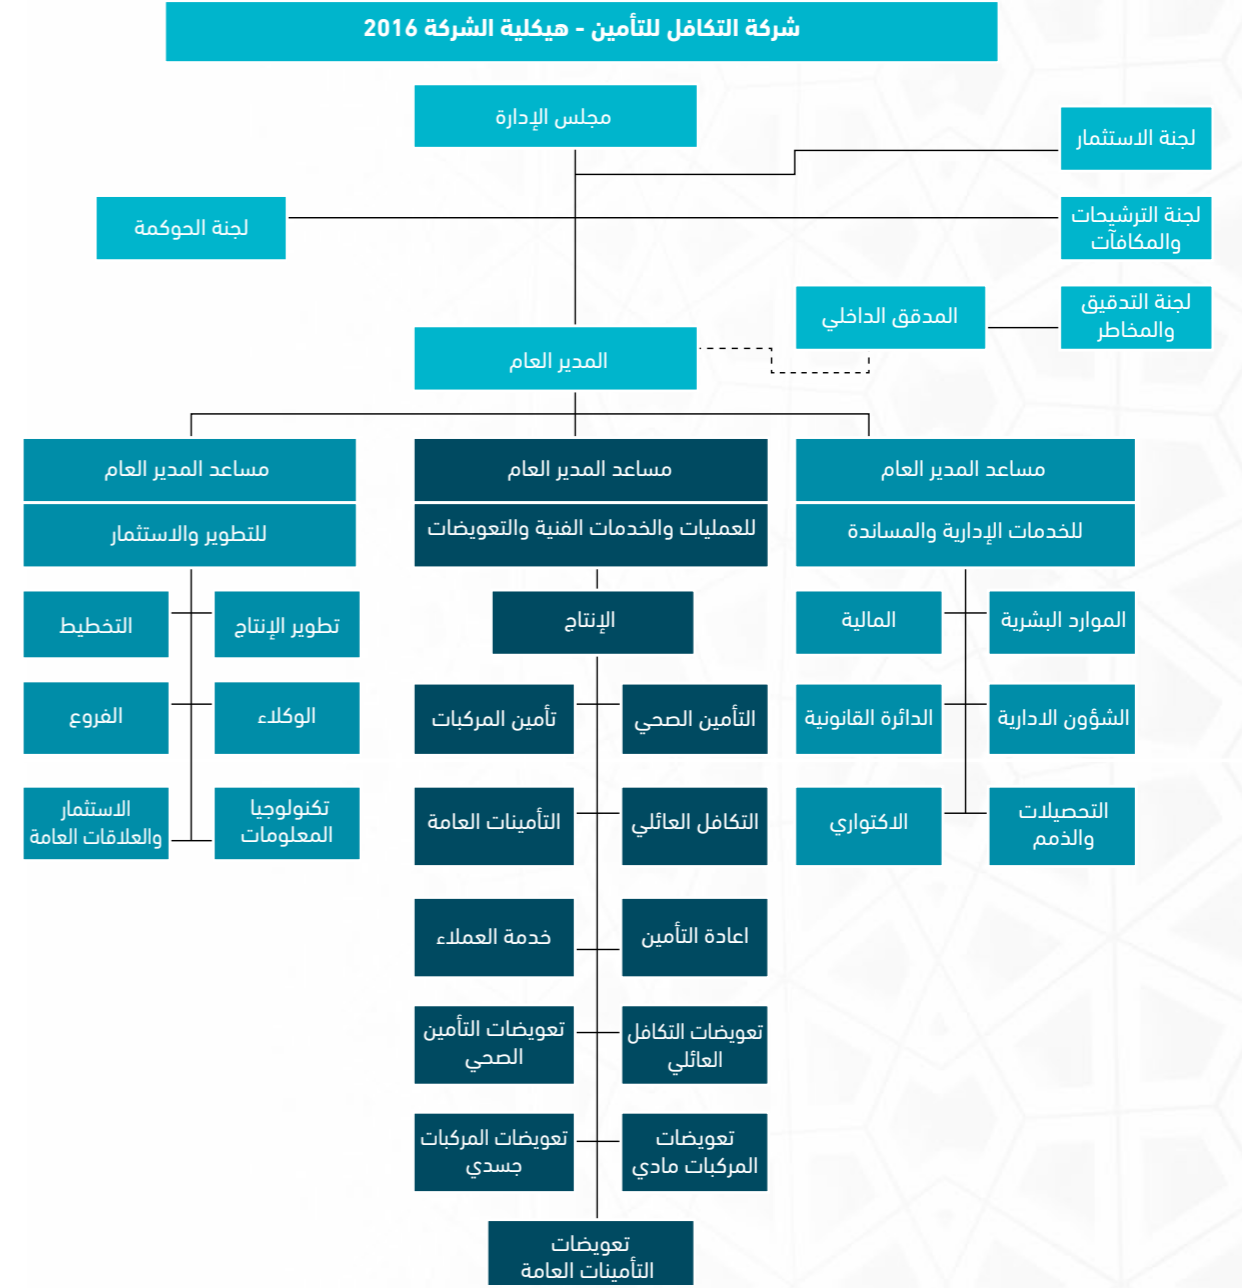 شركة التكافل للتأمين - هيكلية الشركة 2016
مجلس الإدارة
لجنة الاستثمار
لجنة الترشيحات
والمكافآت
لجنة الحوكمة
لجنة التدقيق
والمخاطر
المدقق الداخلي
المدير العام
مساعد المدير العام
للخدمات الإدارية والمساندة
الموارد البشرية
المالية
الشؤون الادارية
الدائرة القانونية
التحصيلات
والذمم
الاكتواري
مساعد المدير العام
للعمليات والخدمات الفنية والتعويضات
الإنتاج
التأمين الصحي
تأمين المركبات
التكافل العائلي
التأمينات العامة
اعادة التأمين
خدمة العملاء
تعويضات التكافل
العائلي
تعويضات التأمين
الصحي
تعويضات
المركبات مادي
تعويضات المركبات
جسدي
تعويضات
التأمينات العامة
مساعد المدير العام
للتطوير والاستثمار
تطوير الإنتاج
التخطيط
الوكلاء
الفروع
تكنولوجيا
المعلومات
الاستثمار
والعلاقات العامة